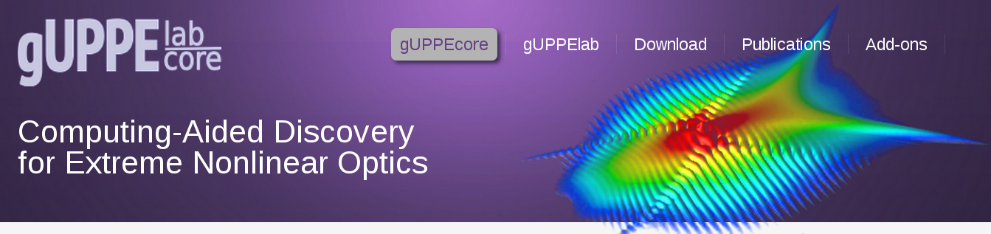 gUPPE lab
core
gUPPEcore gUPPElab Download Publications Add-ons
Computing-Aided Discovery
for Extreme Nonlinear Optics